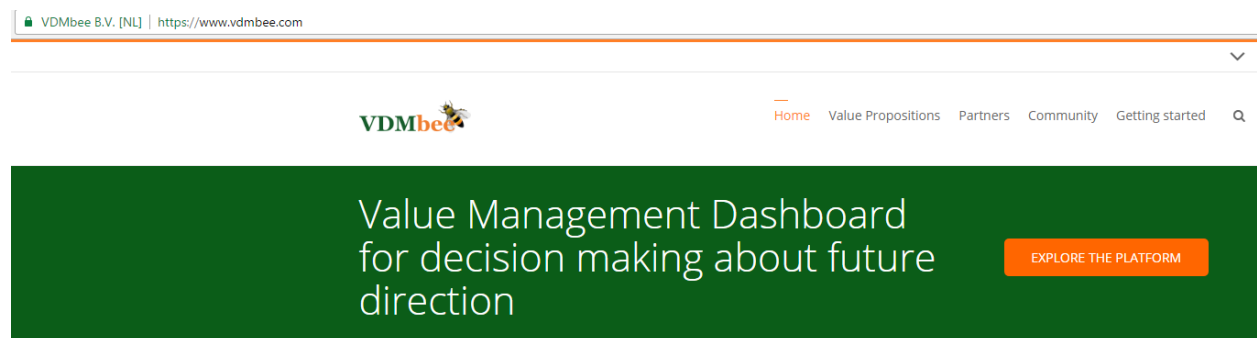 VDMbee B.V. [NL] | https://www.vdmbee.com
VDMbee
Home Value Propositions Partners Community Getting started
Value Management Dashboard
for decision making about future
direction
EXPLORE THE PLATFORM